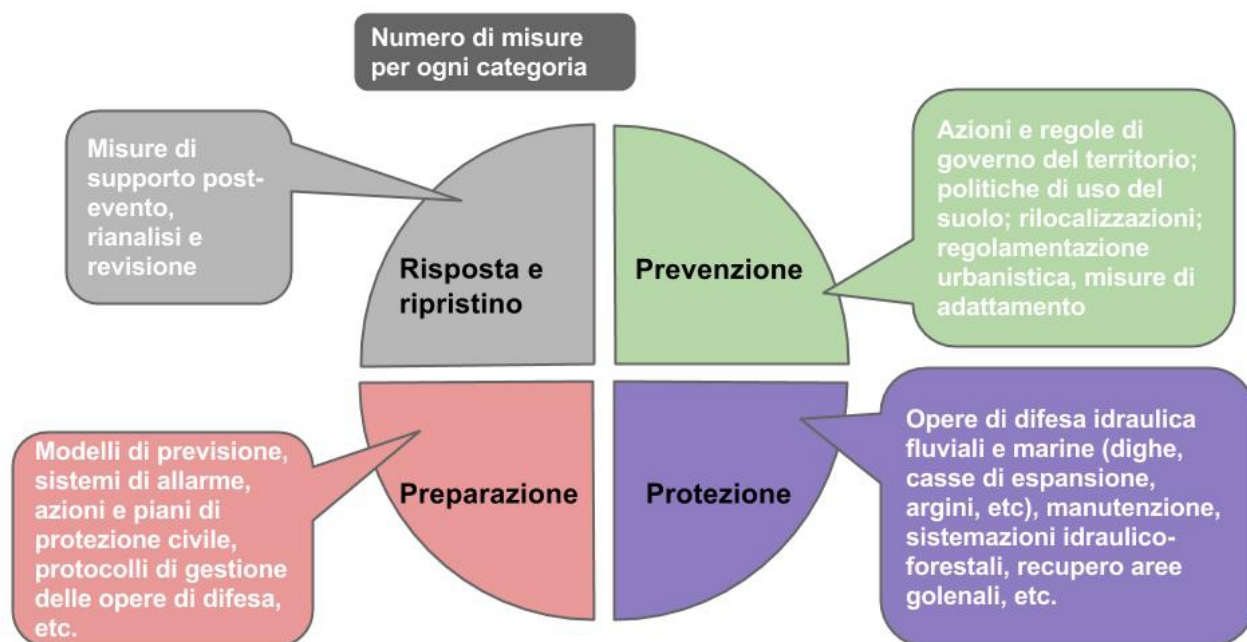 Numero di misure
per ogni categoria
Misure di
supporto post-
evento,
rianalisi e
revisione
Risposta e
ripristino
Prevenzione
Azioni e regole di
governo del territorio;
politiche di uso del
suolo; rilocalizzazioni;
regolamentazione
urbanistica, misure di
adattamento
Modelli di previsione,
sistemi di allarme,
azioni e piani di
protezione civile,
protocolli di gestione
delle opere di difesa,
etc.
Preparazione
Protezione
Opere di difesa idraulica
fluviali e marine (dighe,
casse di espansione,
argini, etc), manutenzione,
sistemazioni idraulico-
forestali, recupero aree
golenali, etc.